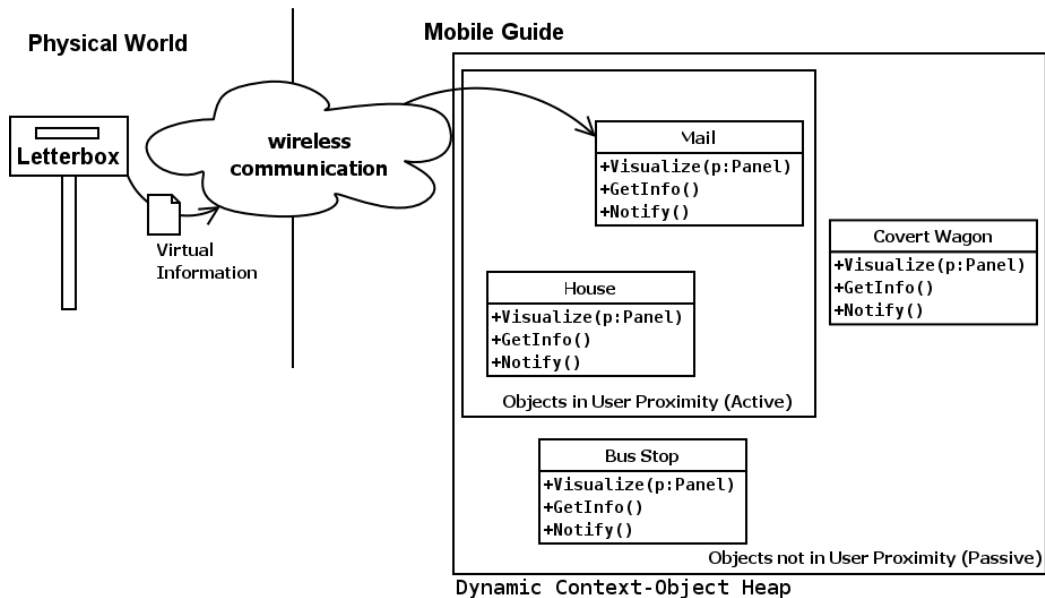 Physical World
Mobile Guide
Letterbox
Virtual
Information
wireless
communication
Mail
+Visualize(p:Panel)
+GetInfo()
+Notify()
Covert Wagon
+Visualize(p:Panel)
+GetInfo()
+Notify()
House
+Visualize(p:Panel)
+GetInfo()
+Notify()
Objects in User Proximity (Active)
Bus Stop
+Visualize(p:Panel)
+GetInfo()
+Notify()
Objects not in User Proximity (Passive)
Dynamic Context-Object Heap